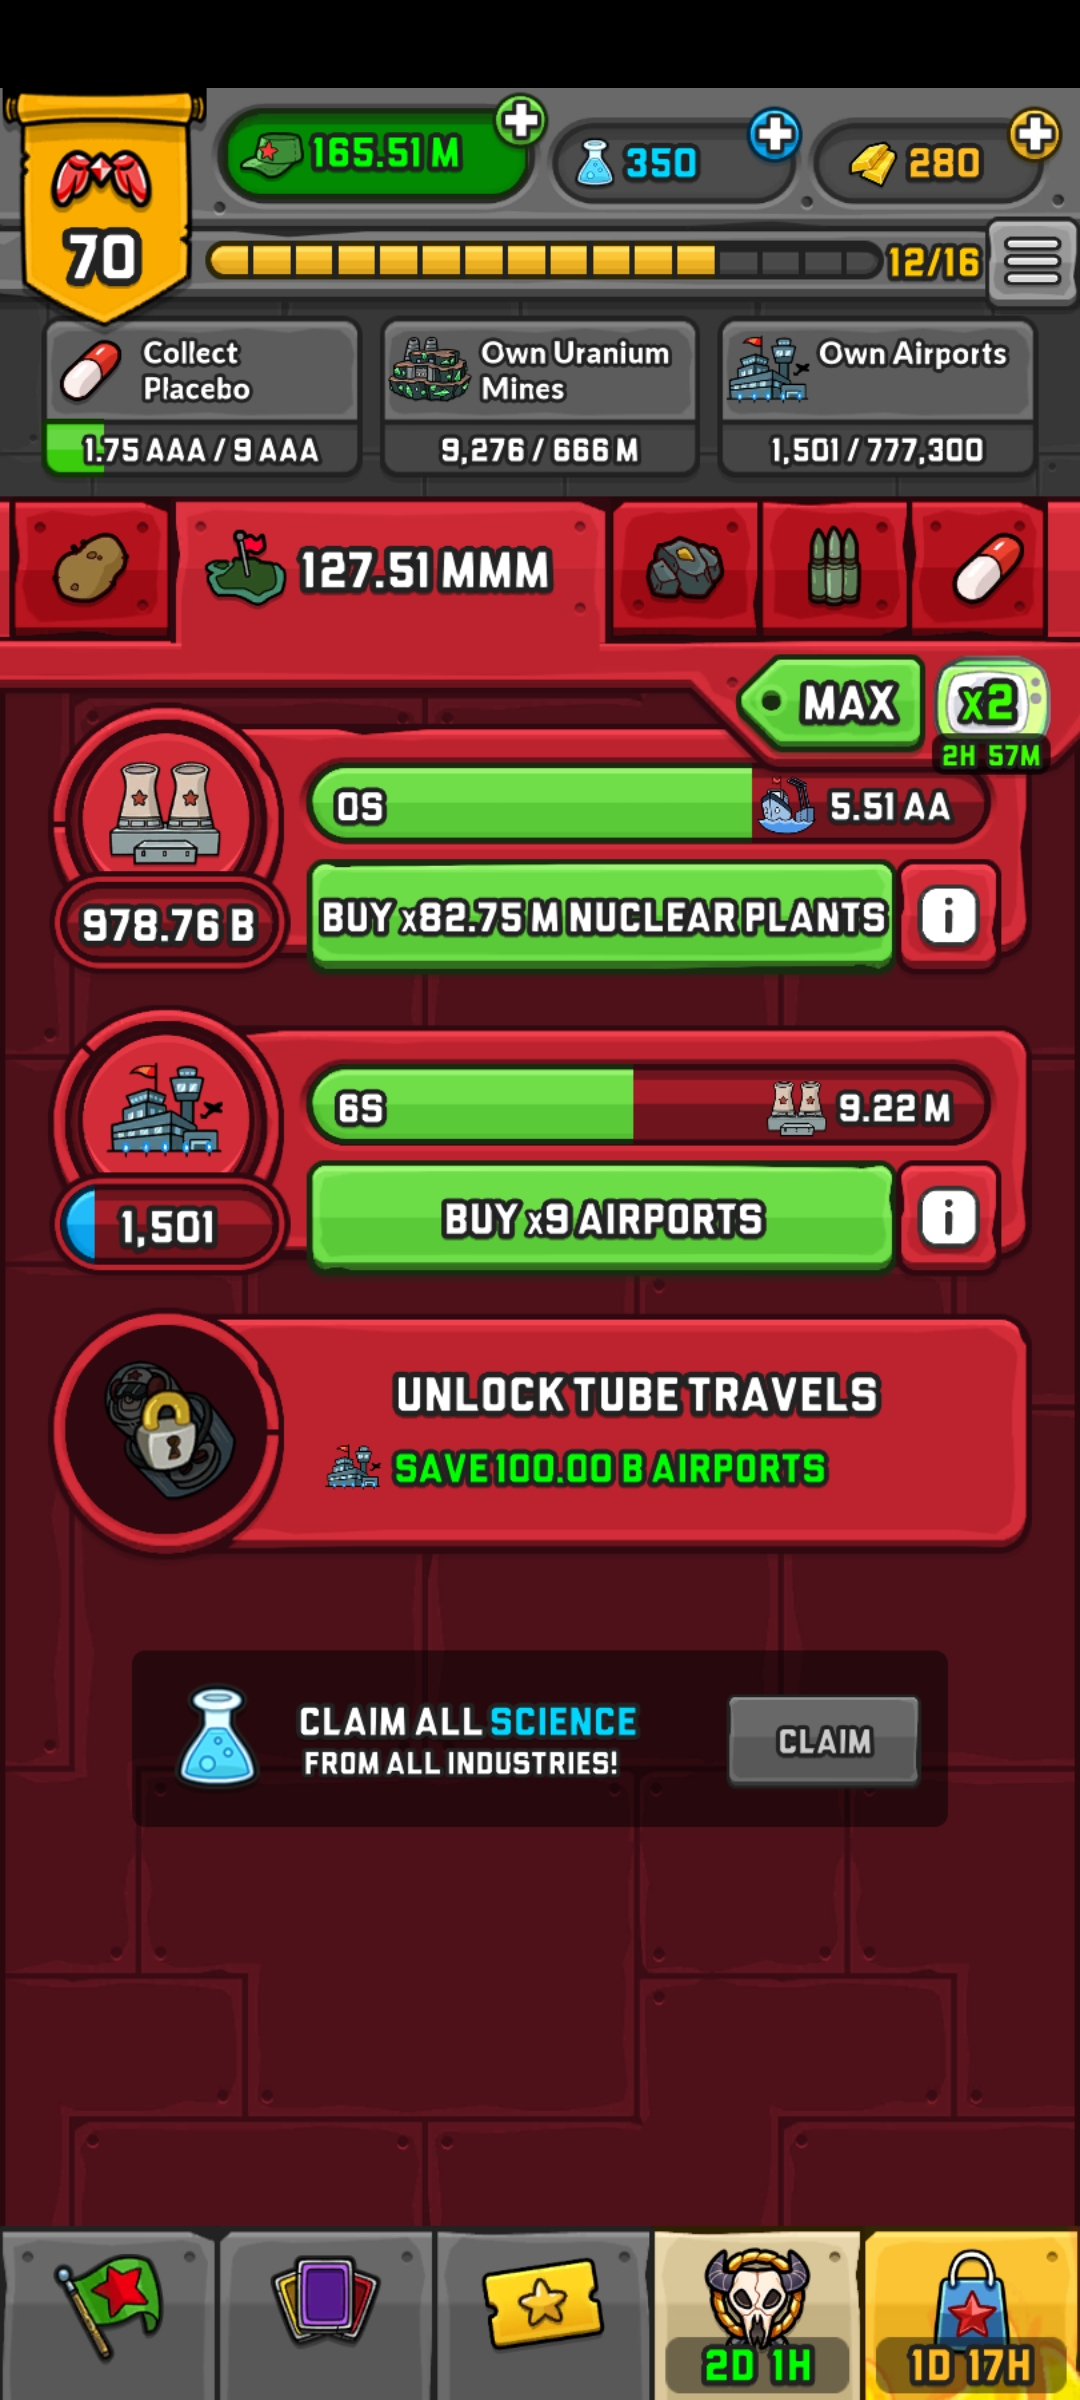 165.51 M
350
280
70
12/16
Collect
Placebo
1.75 AAA / 9 AAA
Own Uranium
Mines
9,276 / 666 M
Own Airports
1,501 / 777,300
127.51 MMM
MAX
x2
2H 57M
0S
5.51 AA
978.76 B
BUY x82.75 M NUCLEAR PLANTS
i
6S
9.22 M
1,501
BUY x9 AIRPORTS
i
UNLOCK TUBE TRAVELS
SAVE 100.00 B AIRPORTS
CLAIM ALL SCIENCE
FROM ALL INDUSTRIES!
CLAIM
2D 1H
1D 17H